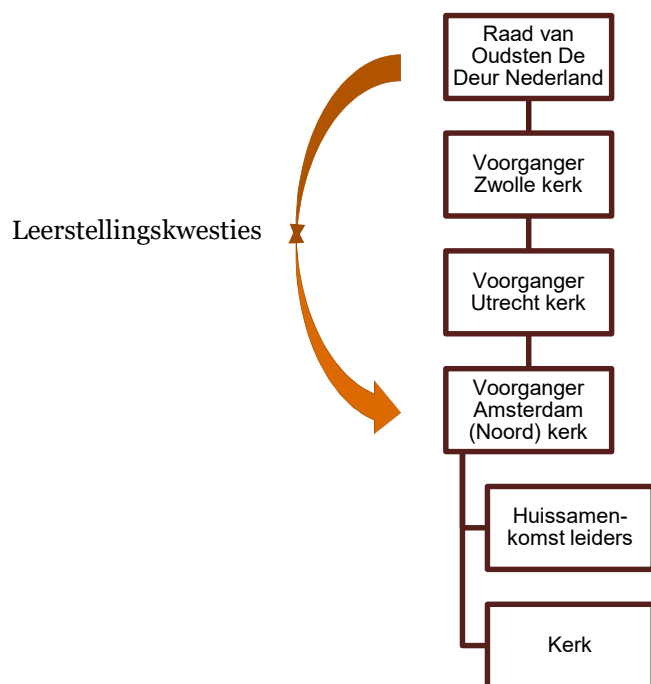 Raad van
Oudsten De
Deur Nederland
Voorganger
Zwolle kerk
Leerstellingskwesties
Voorganger
Utrecht kerk
Voorganger
Amsterdam
(Noord) kerk
Huissamen-
komst leiders
Kerk